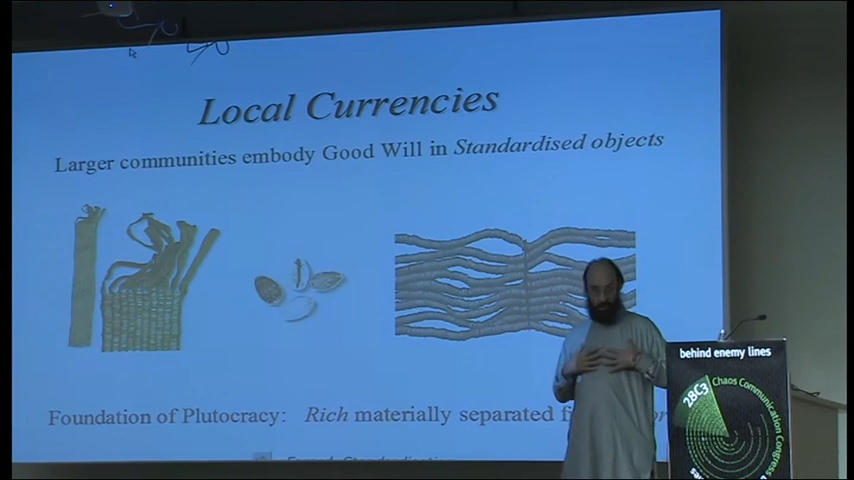 Local Currencies
Larger communities embody Good Will in Standardised objects
Foundation of Plutocracy: Rich materially separated
behind enemy lines
28C3
Chaos Communication Congress